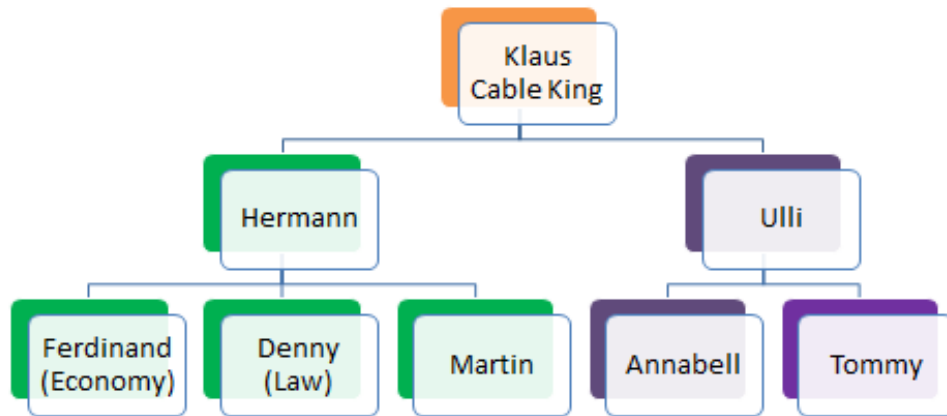 Klaus
Cable King
Hermann
Ulli
Ferdinand
(Economy)
Denny
(Law)
Martin
Annabell
Tommy